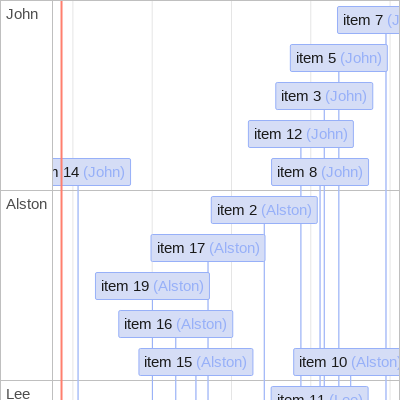 John
item 7 (J
item 5 (John)
item 3 (John)
item 12 (John)
14 (John)
item 8 (John)
Alston
item 2 (Alston)
item 17 (Alston)
item 19 (Alston)
item 16 (Alston)
item 15 (Alston)
item 10 (Alston)
Lee
item 11 (Lee)